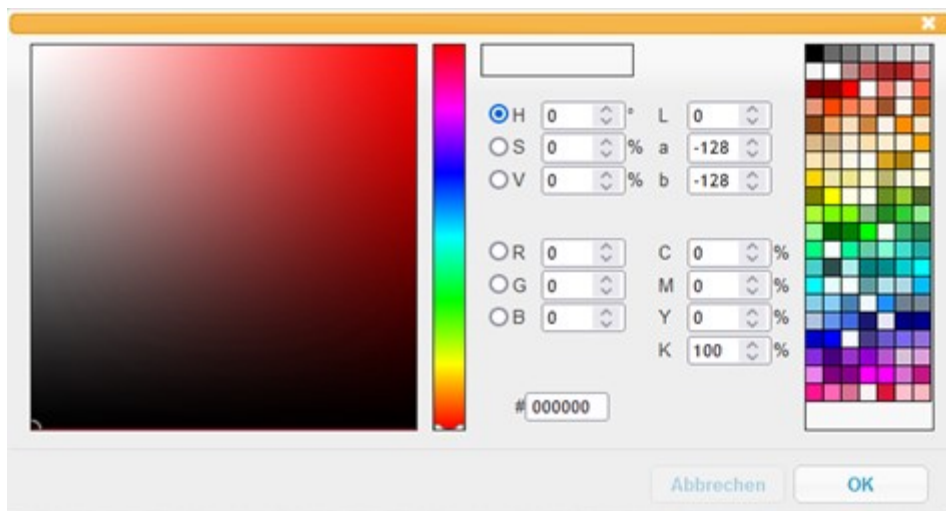 H 0 ° L 0
S 0 % a -128
V 0 % b -128
R 0 C 0 %
G 0 M 0 %
B 0 Y 0 %
K 100 %
# 000000
Abbrechen OK